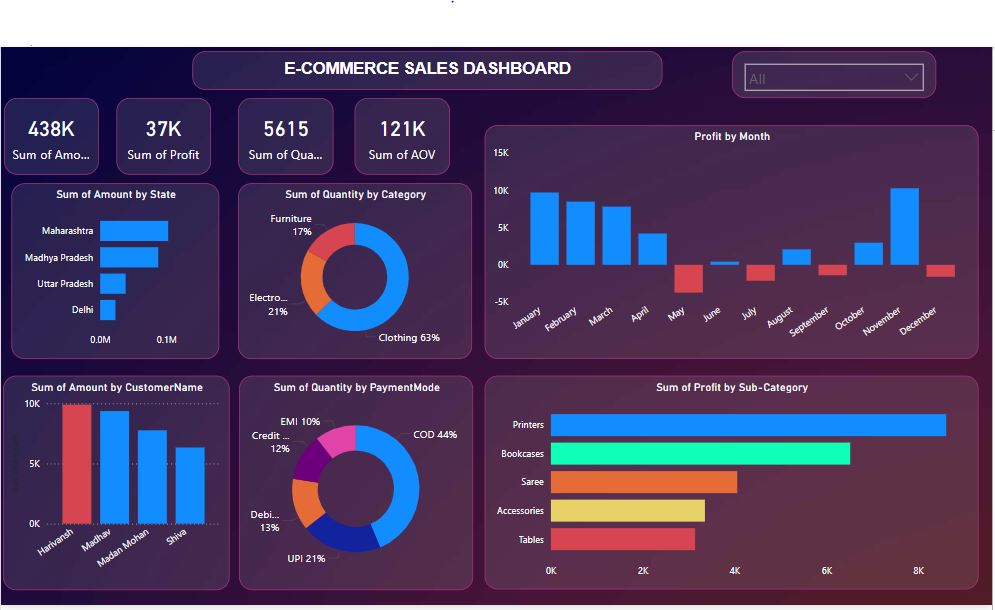 E-COMMERCE SALES DASHBOARD
All
438K
Sum of Amo...
37K
Sum of Profit
5615
Sum of Qua...
121K
Sum of AOV
Profit by Month
15K
10K
5K
0K
-5K
January
February
March
April
May
June
July
August
September
October
November
December
Sum of Amount by State
Maharashtra
Madhya Pradesh
Uttar Pradesh
Delhi
0.0M
0.1M
Sum of Quantity by Category
Furniture
17%
Electro...
21%
Clothing 63%
Sum of Amount by CustomerName
10K
5K
0K
Harivansh
Madhav
Madan Mohan
Shiva
Sum of Quantity by PaymentMode
EMI 10%
Credit ...
12%
Debi...
13%
UPI 21%
COD 44%
Sum of Profit by Sub-Category
Printers
Bookcases
Saree
Accessories
Tables
0K
2K
4K
6K
8K